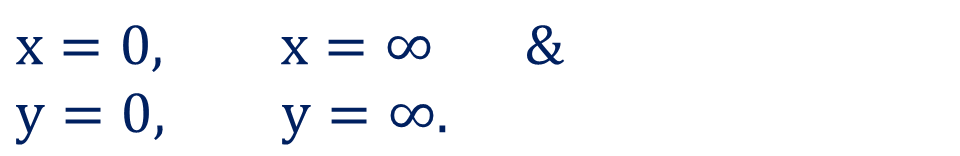 x = 0, x = ∞ &
y = 0, y = ∞.